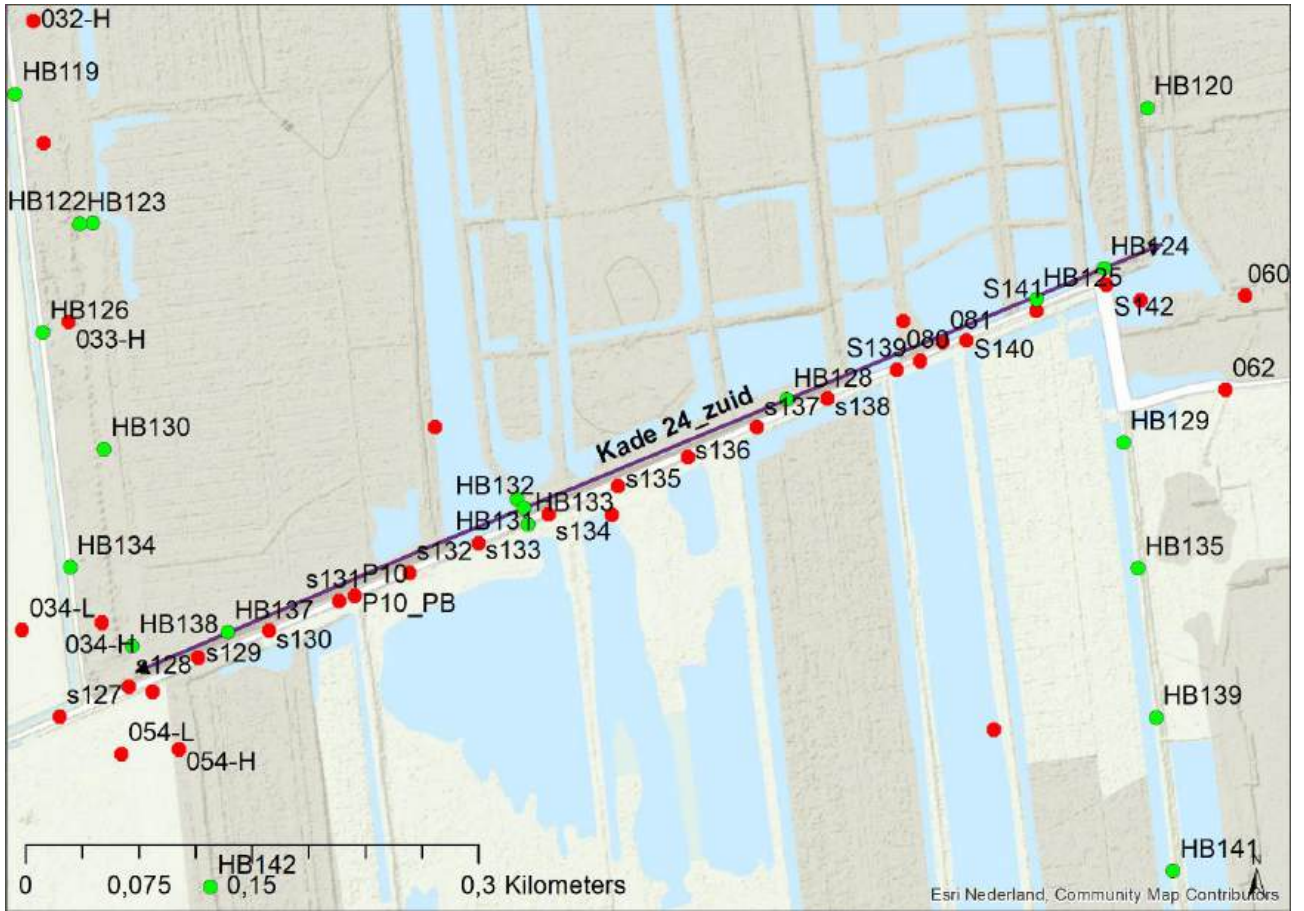 032-H
HB119
HB120
HB122
HB123
HB124
HB125
S141
S142
060
HB126
033-H
081
080
S139
S140
062
HB128
s137
s138
HB129
Kade 24_zuid
HB130
s136
s135
HB132
HB133
HB131
s134
s133
s132
HB134
HB135
s131
P10
P10_PB
034-L
HB138
HB137
034-H
s130
s128
s129
s127
HB139
054-L
054-H
HB142
HB141
0
0,075
0,15
0,3 Kilometers
N
Esri Nederland, Community Map Contributors